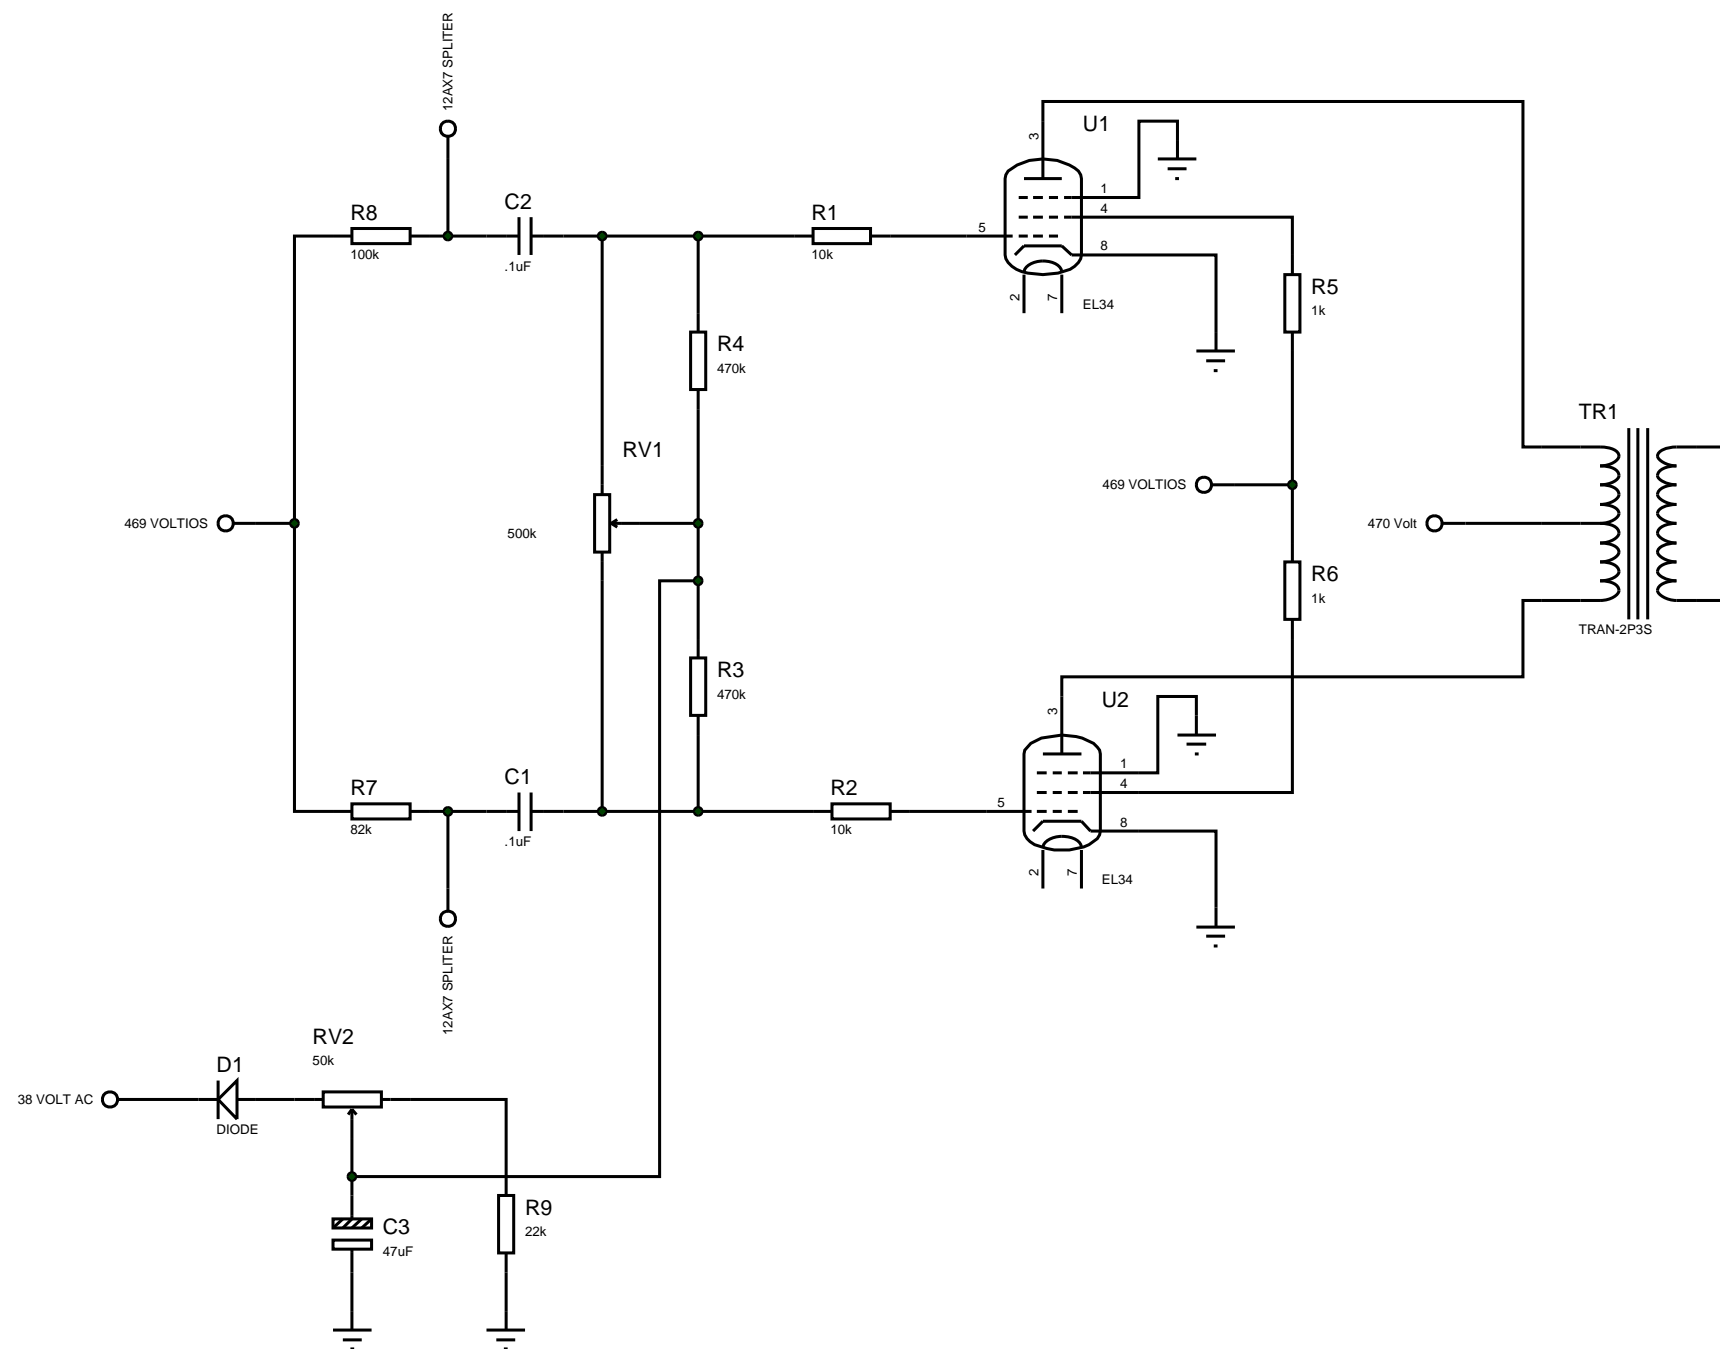 12AX7 SPLITER
U1
3
1
4
5
8
2
7
EL34
R8
100k
C2
.1uF
R1
10k
R5
1k
R4
470k
TR1
RV1
500k
469 VOLTIOS
469 VOLTIOS
470 Volt
R6
1k
TRAN-2P3S
R3
470k
U2
3
1
4
5
8
2
7
EL34
R7
82k
C1
.1uF
R2
10k
12AX7 SPLITER
RV2
50k
D1
38 VOLT AC
DIODE
C3
47uF
R9
22k